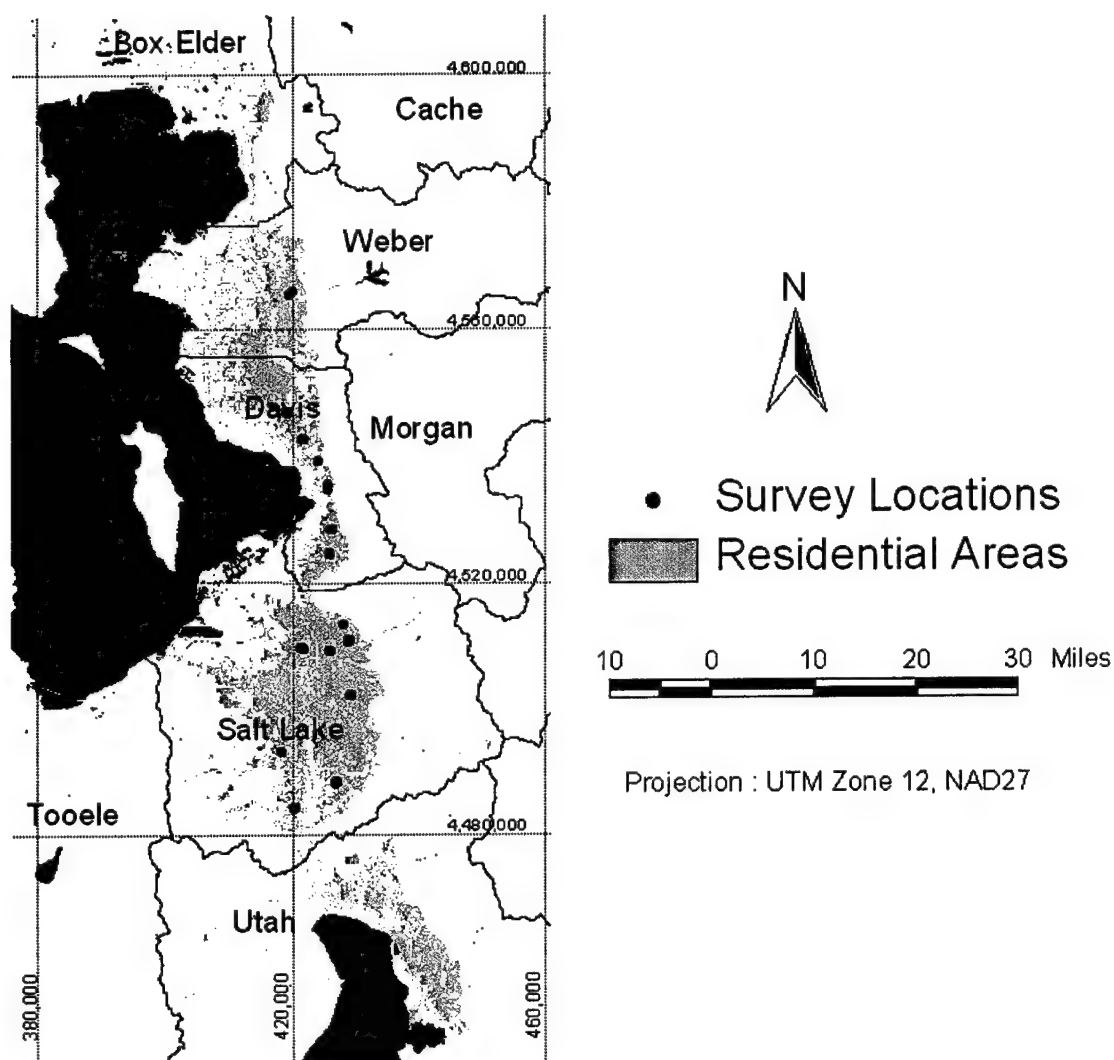 Box Elder
4,600,000
Cache
Weber
4,560,000
Davis
Morgan
4,520,000
Salt Lake
Tooele
4,480,000
Utah
380,000
420,000
460,000
N
Survey Locations
Residential Areas
10 0 10 20 30 Miles
Projection : UTM Zone 12, NAD27